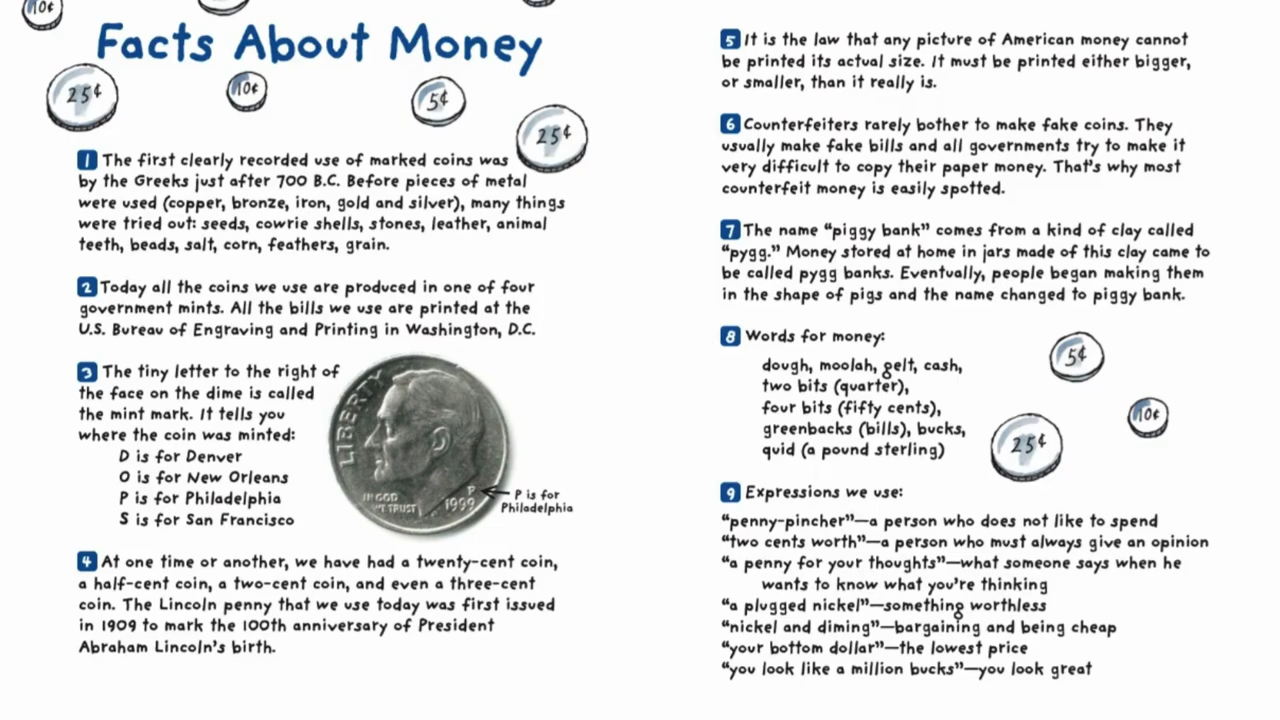 10¢
Facts About Money
25¢
10¢
5¢
25¢
1 The first clearly recorded use of marked coins was
by the Greeks just after 700 B.C. Before pieces of metal
were used (copper, bronze, iron, gold and silver), many things
were tried out: seeds, cowrie shells, stones, leather, animal
teeth, beads, salt, corn, feathers, grain.
2 Today all the coins we use are produced in one of four
government mints. All the bills we use are printed at the
U.S. Bureau of Engraving and Printing in Washington, D.C.
3 The tiny letter to the right of
the face on the dime is called
the mint mark. It tells you
where the coin was minted:
D is for Denver
O is for New Orleans
P is for Philadelphia
S is for San Francisco
LIBERTY
IN GOD
WE TRUST
P
1999
P is for
Philadelphia
4 At one time or another, we have had a twenty-cent coin,
a half-cent coin, a two-cent coin, and even a three-cent
coin. The Lincoln penny that we use today was first issued
in 1909 to mark the 100th anniversary of President
Abraham Lincoln's birth.
5 It is the law that any picture of American money cannot
be printed its actual size. It must be printed either bigger,
or smaller, than it really is.
6 Counterfeiters rarely bother to make fake coins. They
usually make fake bills and all governments try to make it
very difficult to copy their paper money. That's why most
counterfeit money is easily spotted.
7 The name "piggy bank" comes from a kind of clay called
"pygg." Money stored at home in jars made of this clay came to
be called pygg banks. Eventually, people began making them
in the shape of pigs and the name changed to piggy bank.
8 Words for money:
dough, moolah, gelt, cash,
two bits (quarter),
four bits (fifty cents),
greenbacks (bills), bucks,
quid (a pound sterling)
5¢
10¢
25¢
9 Expressions we use:
"penny-pincher"—a person who does not like to spend
"two cents worth"—a person who must always give an opinion
"a penny for your thoughts"—what someone says when he
wants to know what you're thinking
"a plugged nickel"—something worthless
"nickel and diming"—bargaining and being cheap
"your bottom dollar"—the lowest price
"you look like a million bucks"—you look great